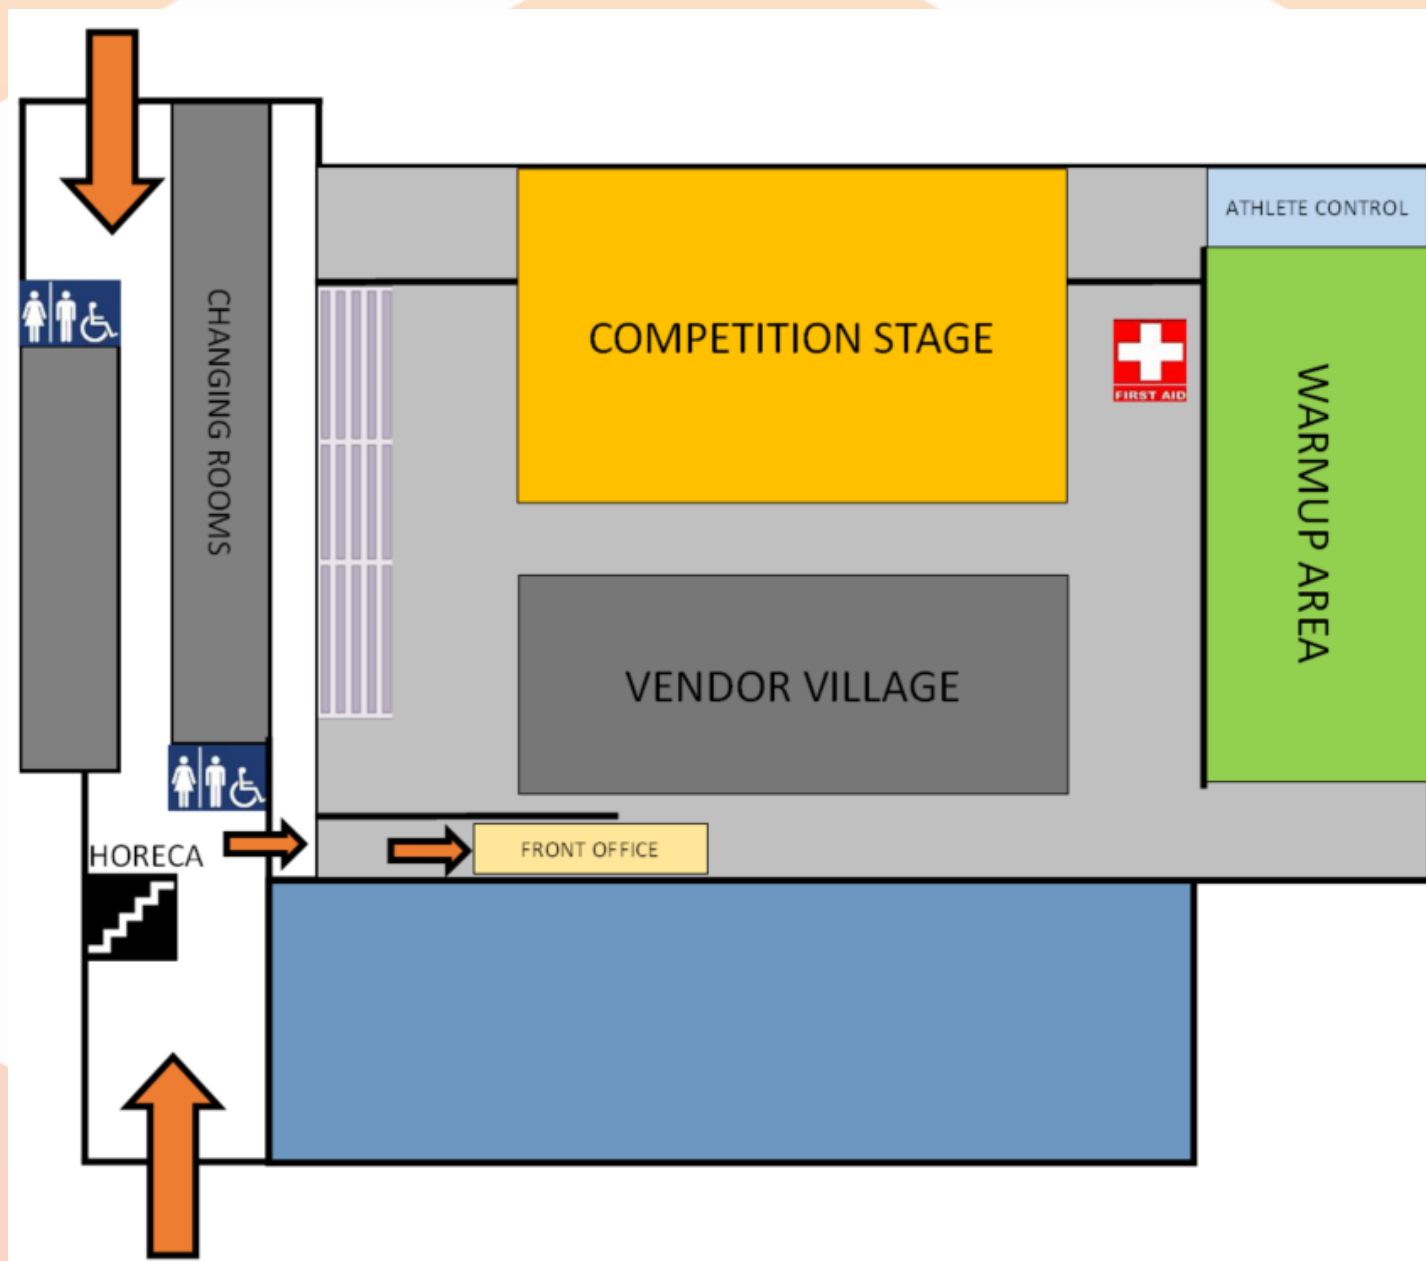 ATHLETE CONTROL
CHANGING ROOMS
COMPETITION STAGE
FIRST AID
WARMUP AREA
VENDOR VILLAGE
HORECA
FRONT OFFICE